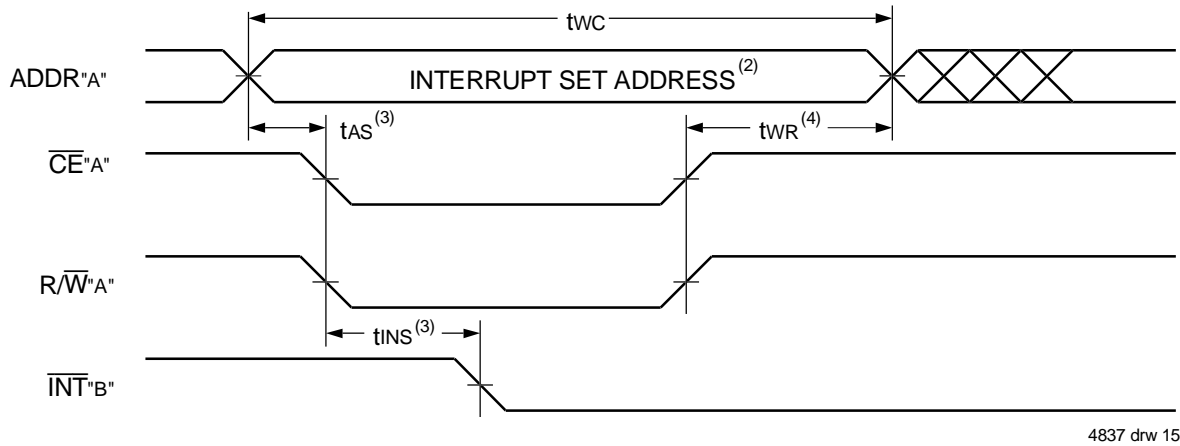 tWC
ADDR"A"
INTERRUPT SET ADDRESS(2)
tAS(3)
tWR(4)
CE"A"
R/W"A"
tINS(3)
INT"B"
4837 drw 15